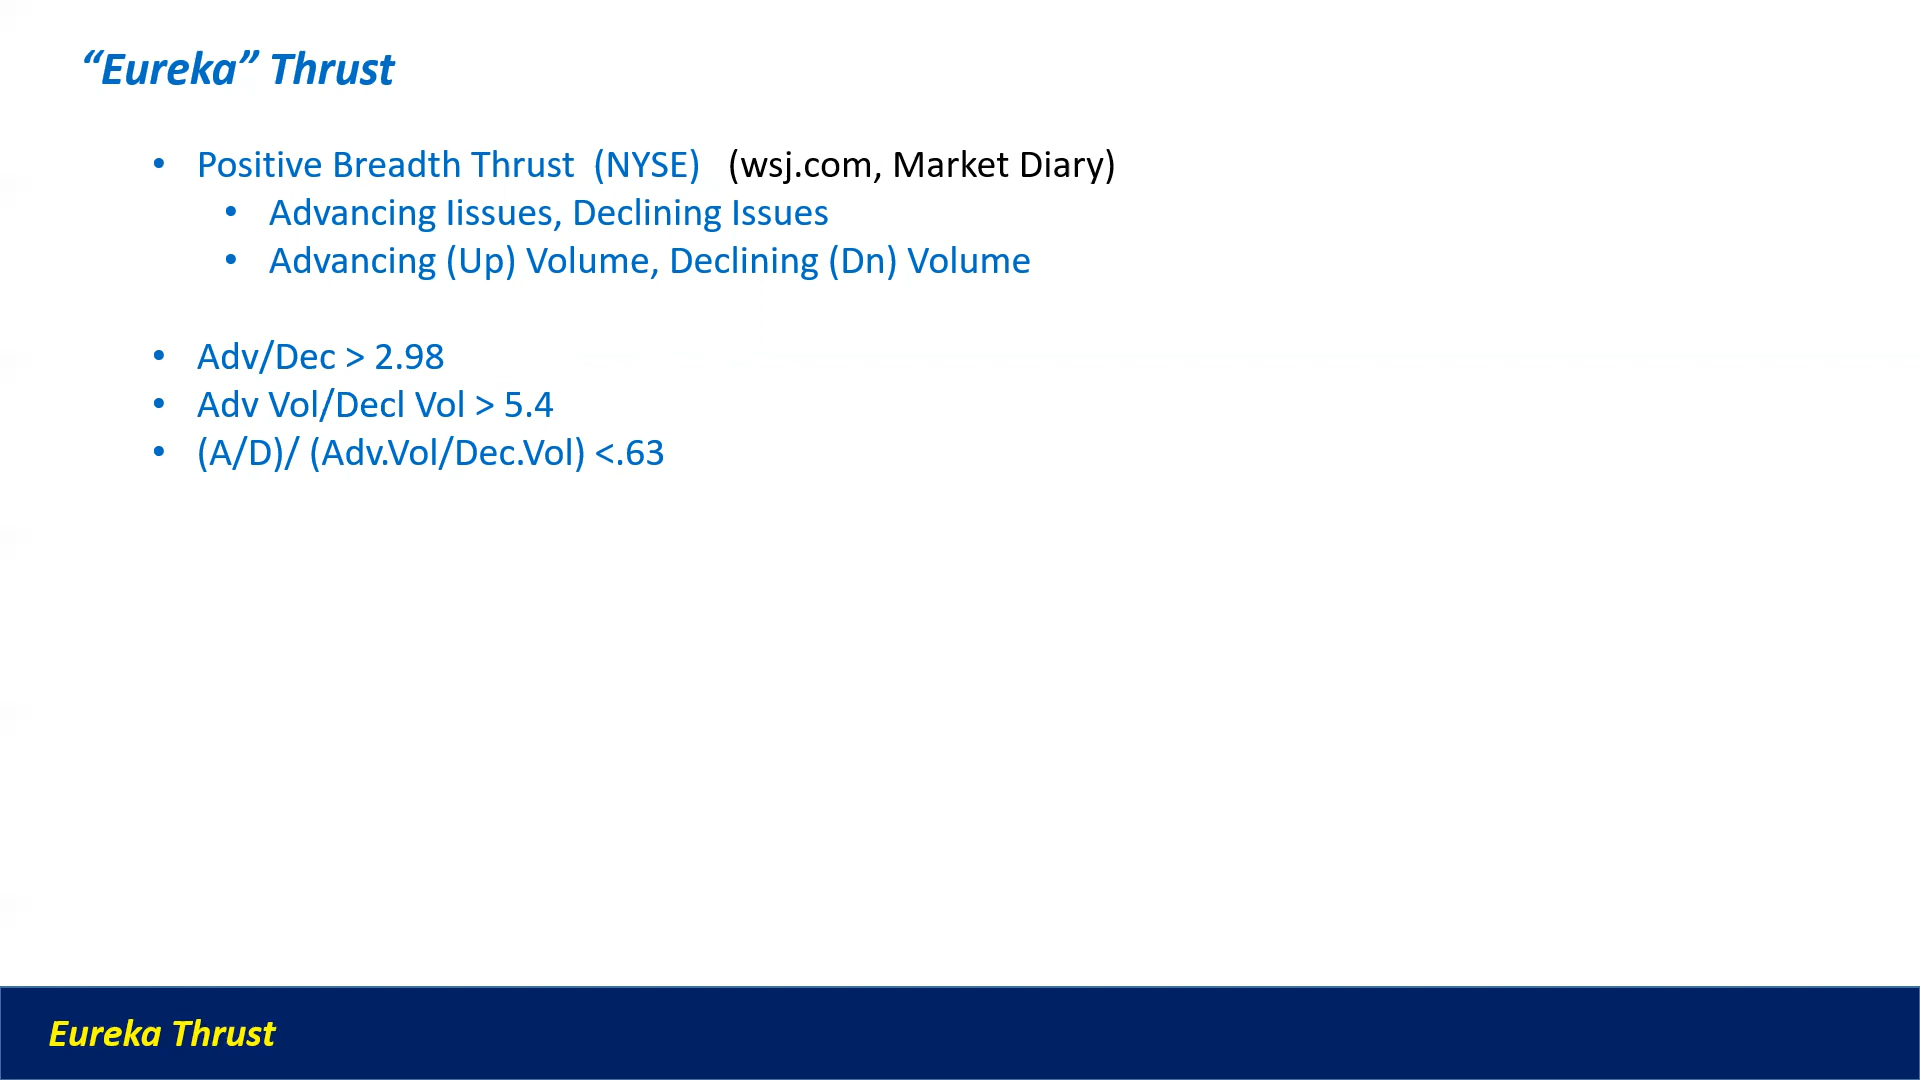 “Eureka” Thrust
• Positive Breadth Thrust (NYSE) (wsj.com, Market Diary)
• Advancing Iissues, Declining Issues
• Advancing (Up) Volume, Declining (Dn) Volume
• Adv/Dec > 2.98
• Adv Vol/Decl Vol > 5.4
• (A/D)/ (Adv.Vol/Dec.Vol) <.63
Eureka Thrust